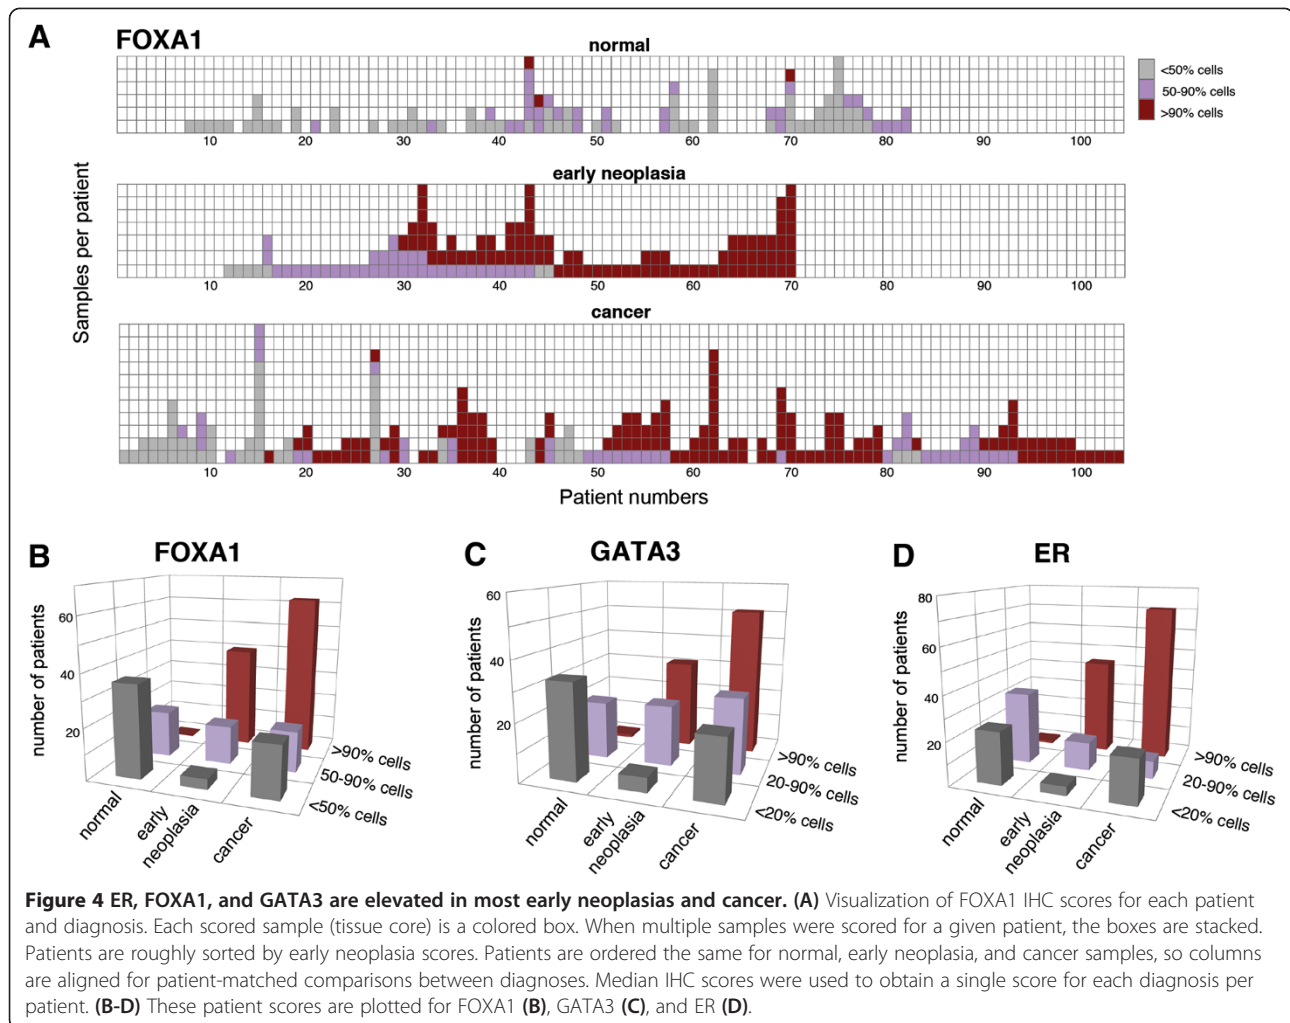 A
FOXA1
normal
<50% cells
50-90% cells
>90% cells
10 20 30 40 50 60 70 80 90 100
early neoplasia
Samples per patient
10 20 30 40 50 60 70 80 90 100
cancer
10 20 30 40 50 60 70 80 90 100
Patient numbers
B
FOXA1
number of patients
60
40
20
>90% cells
50-90% cells
<50% cells
normal
early
neoplasia
cancer
C
GATA3
number of patients
60
40
20
>90% cells
20-90% cells
<20% cells
normal
early
neoplasia
cancer
D
ER
number of patients
80
60
40
20
>90% cells
20-90% cells
<20% cells
normal
early
neoplasia
cancer
Figure 4 ER, FOXA1, and GATA3 are elevated in most early neoplasias and cancer. (A) Visualization of FOXA1 IHC scores for each patient
and diagnosis. Each scored sample (tissue core) is a colored box. When multiple samples were scored for a given patient, the boxes are stacked.
Patients are roughly sorted by early neoplasia scores. Patients are ordered the same for normal, early neoplasia, and cancer samples, so columns
are aligned for patient-matched comparisons between diagnoses. Median IHC scores were used to obtain a single score for each diagnosis per
patient. (B-D) These patient scores are plotted for FOXA1 (B), GATA3 (C), and ER (D).